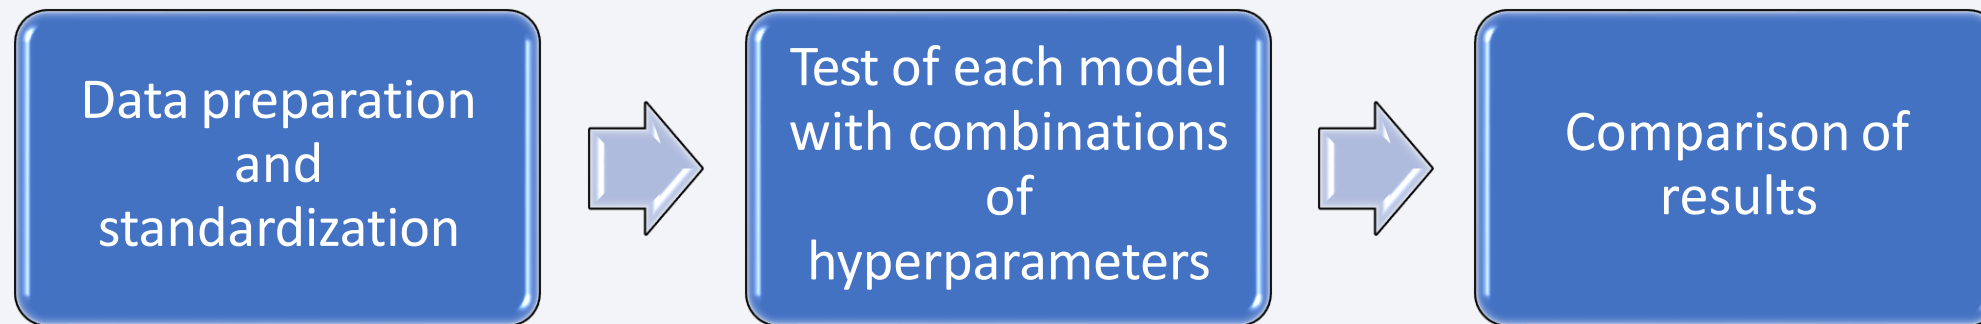 Data preparation
and
standardization
Test of each model
with combinations
of
hyperparameters
Comparison of
results